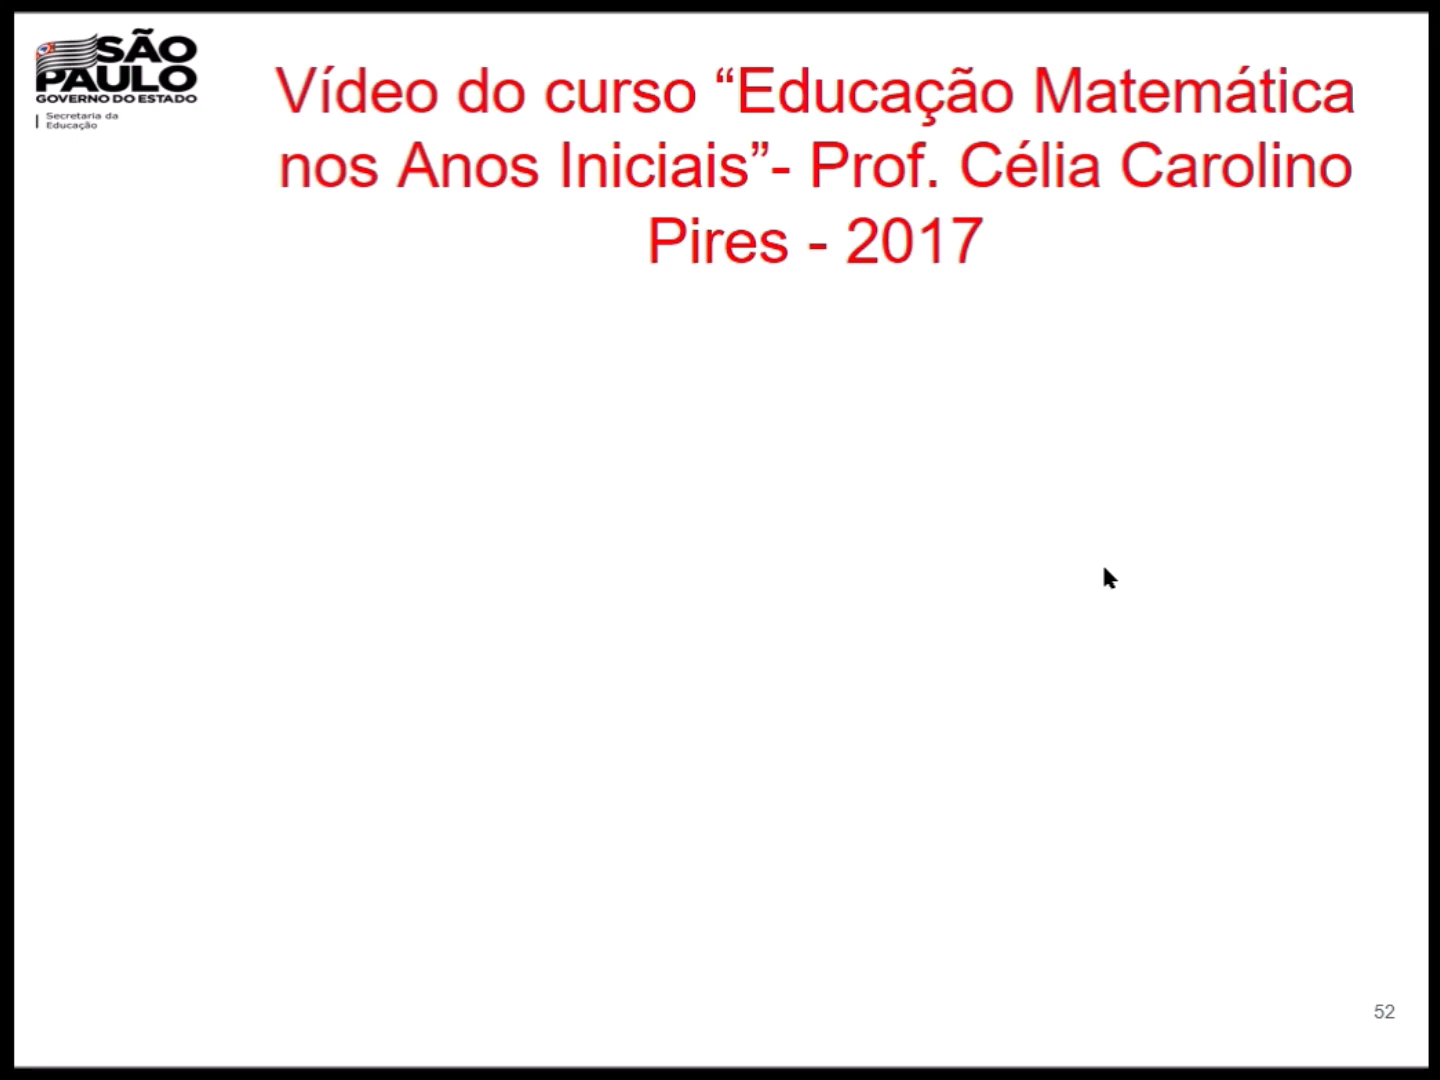 SÃO
PAULO
GOVERNO DO ESTADO
Secretaria da
Educação
Vídeo do curso “Educação Matemática
nos Anos Iniciais”- Prof. Célia Carolino
Pires - 2017
52